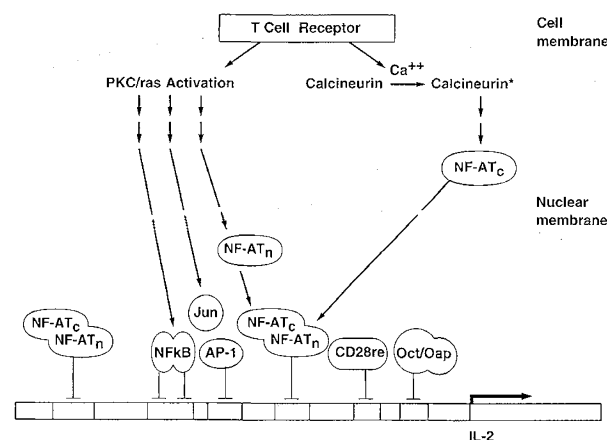 T Cell Receptor
Cell
membrane
PKC/ras Activation
Ca++
Calcineurin
Calcineurin*
NF-ATc
Nuclear
membrane
NF-ATn
Jun
NF-ATc
NF-ATn
NFkB
AP-1
NF-ATc
NF-ATn
CD28re
Oct/Oap
IL-2